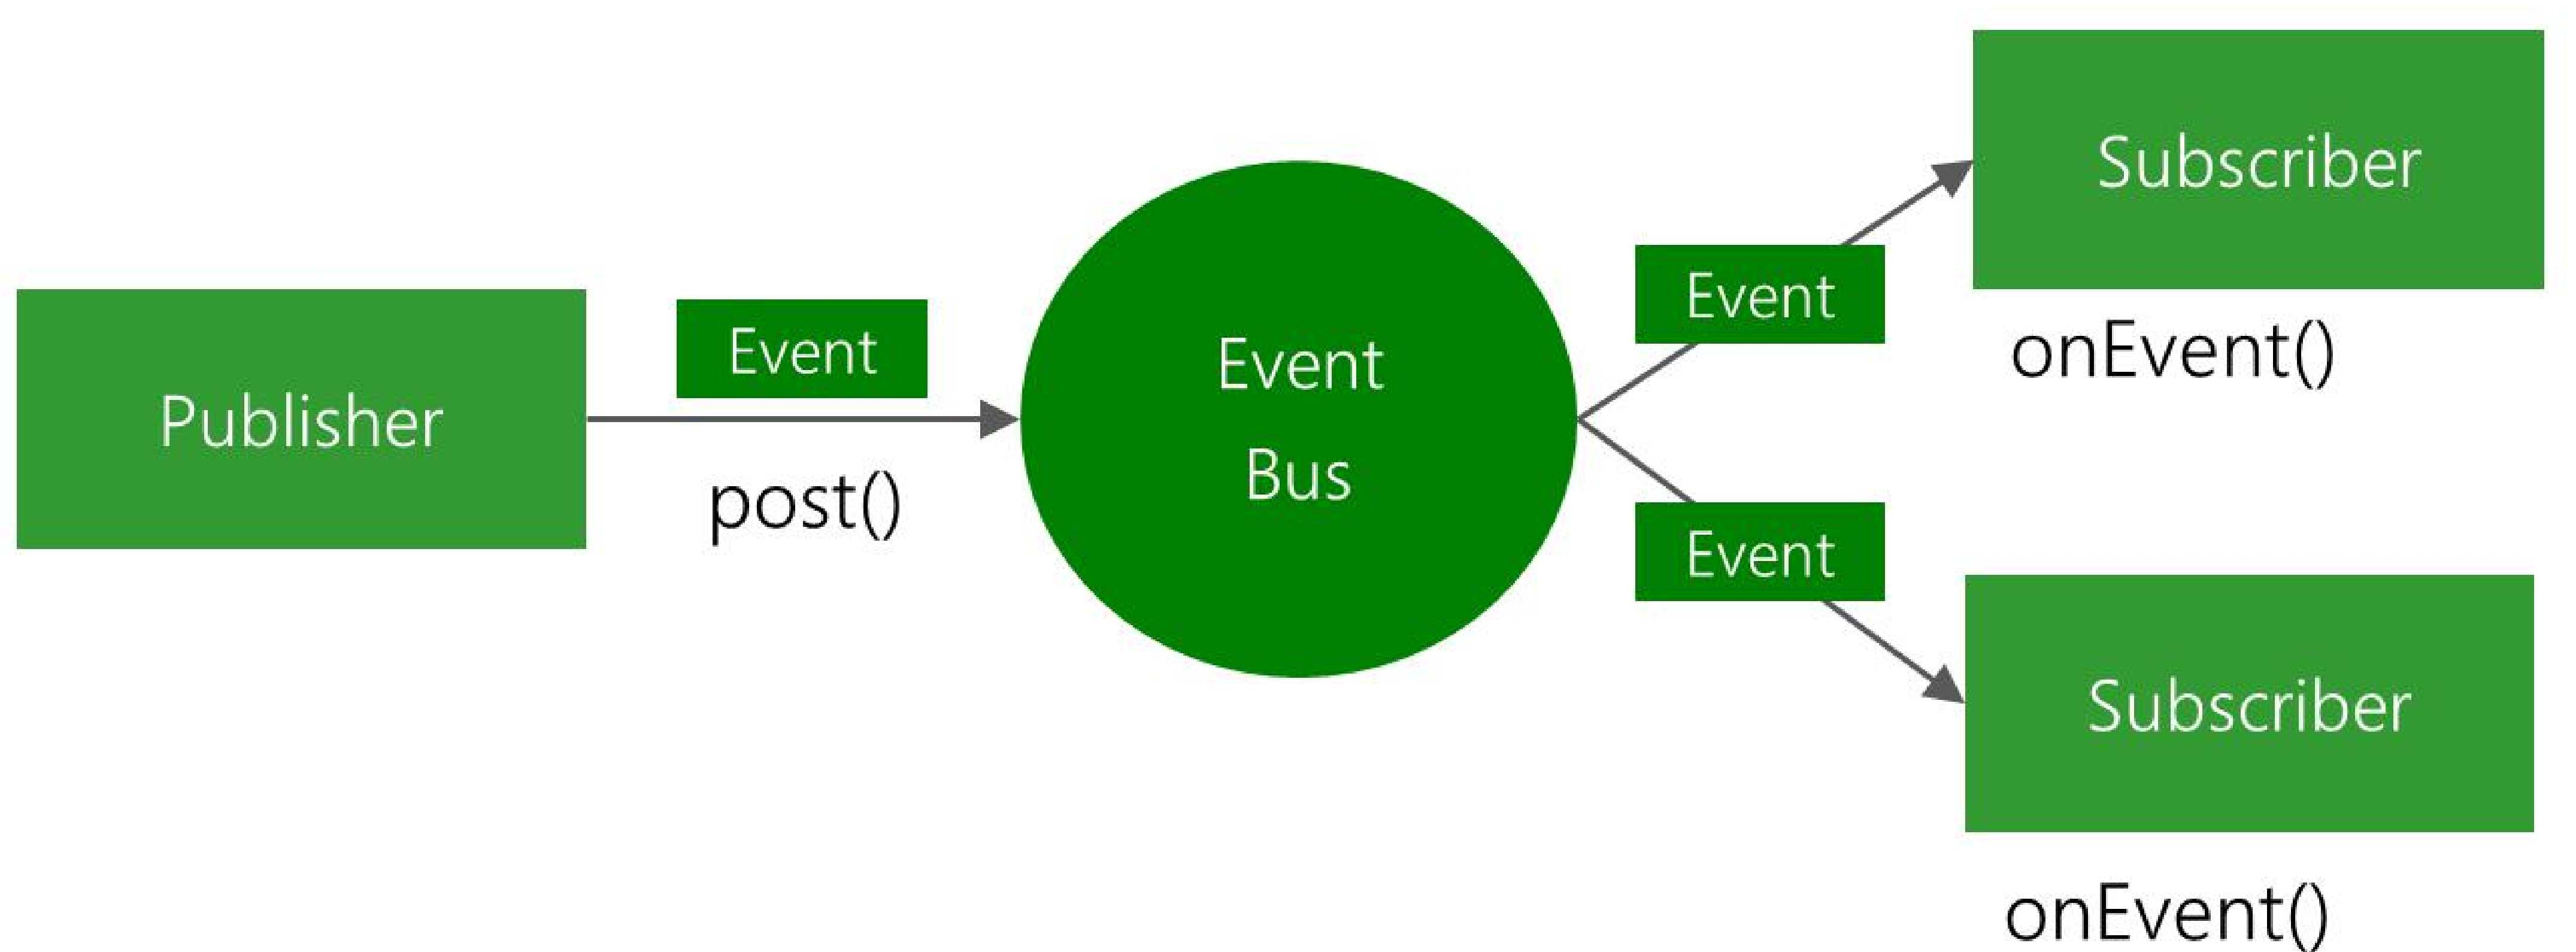 Publisher
Event
post()
Event
Bus
Event
Subscriber
onEvent()
Event
Subscriber
onEvent()